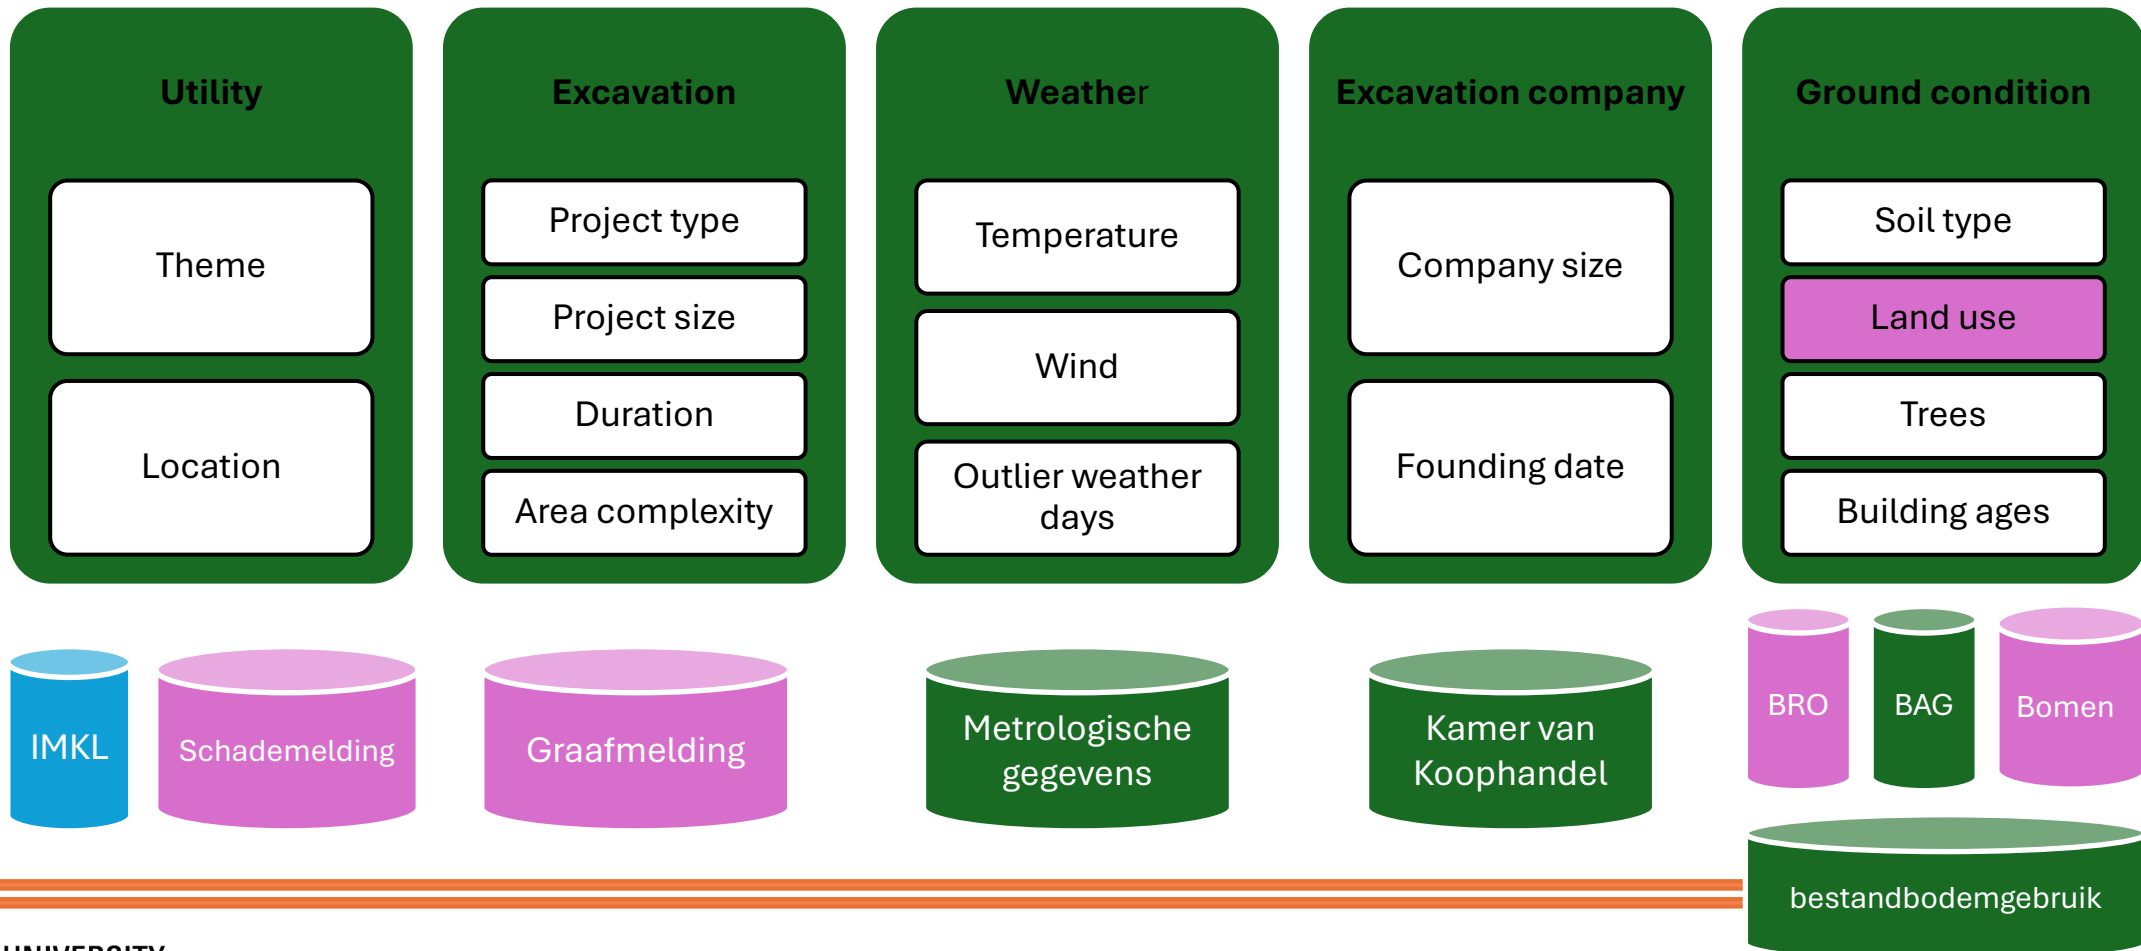 Utility
Theme
Location
Excavation
Project type
Project size
Duration
Area complexity
Weather
Temperature
Wind
Outlier weather
days
Excavation company
Company size
Founding date
Ground condition
Soil type
Land use
Trees
Building ages
IMKL
Schademelding
Graafmelding
Metrologische
gegevens
Kamer van
Koophandel
BRO
BAG
Bomen
bestandbodemgebruik
UNIVERSITY